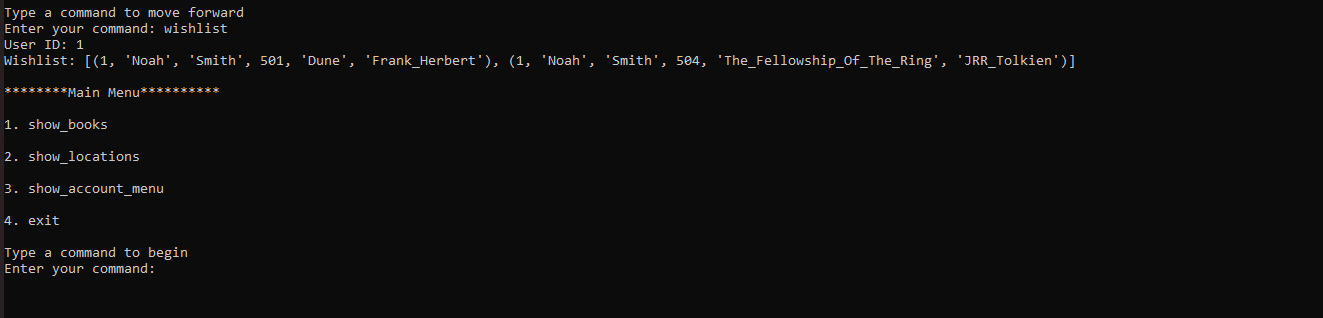 Type a command to move forward
Enter your command: wishlist
User ID: 1
Wishlist: [(1, 'Noah', 'Smith', 501, 'Dune', 'Frank_Herbert'), (1, 'Noah', 'Smith', 504, 'The_Fellowship_Of_The_Ring', 'JRR_Tolkien')]
********Main Menu**********
1. show_books
2. show_locations
3. show_account_menu
4. exit
Type a command to begin
Enter your command: